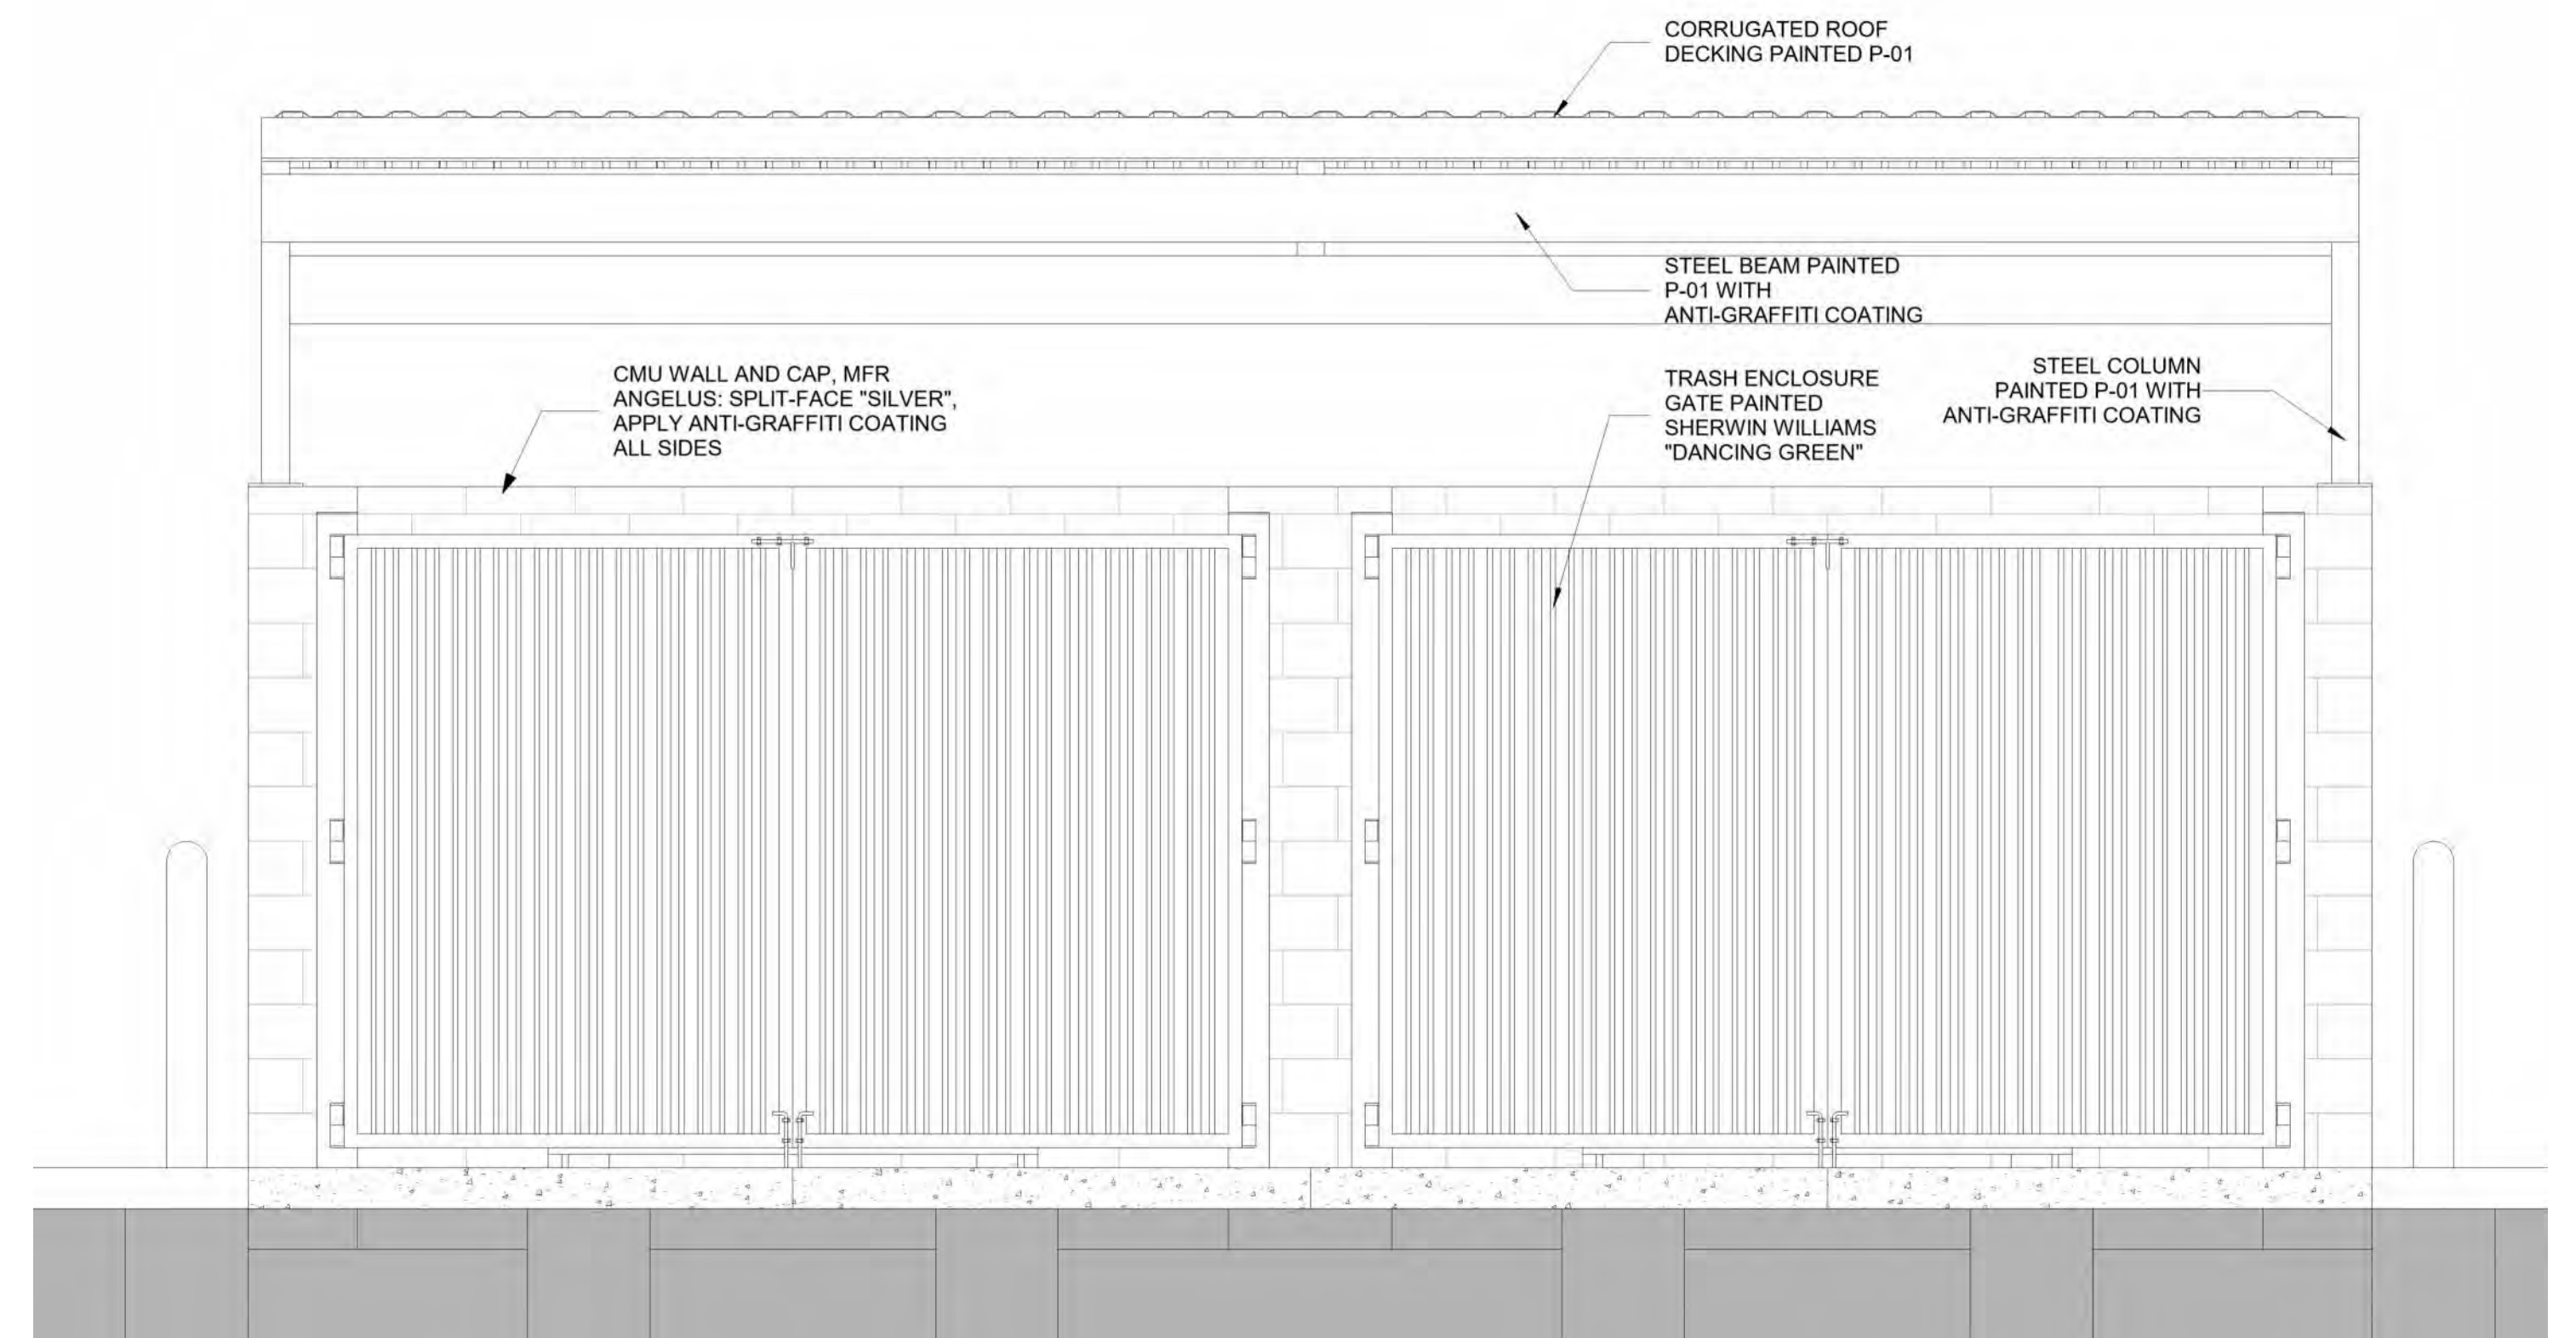 CORRUGATED ROOF
DECKING PAINTED P-01
STEEL BEAM PAINTED
P-01 WITH
ANTI-GRAFFITI COATING
CMU WALL AND CAP, MFR
ANGELUS: SPLIT-FACE "SILVER",
APPLY ANTI-GRAFFITI COATING
ALL SIDES
TRASH ENCLOSURE
GATE PAINTED
SHERWIN WILLIAMS
"DANCING GREEN"
STEEL COLUMN
PAINTED P-01 WITH
ANTI-GRAFFITI COATING